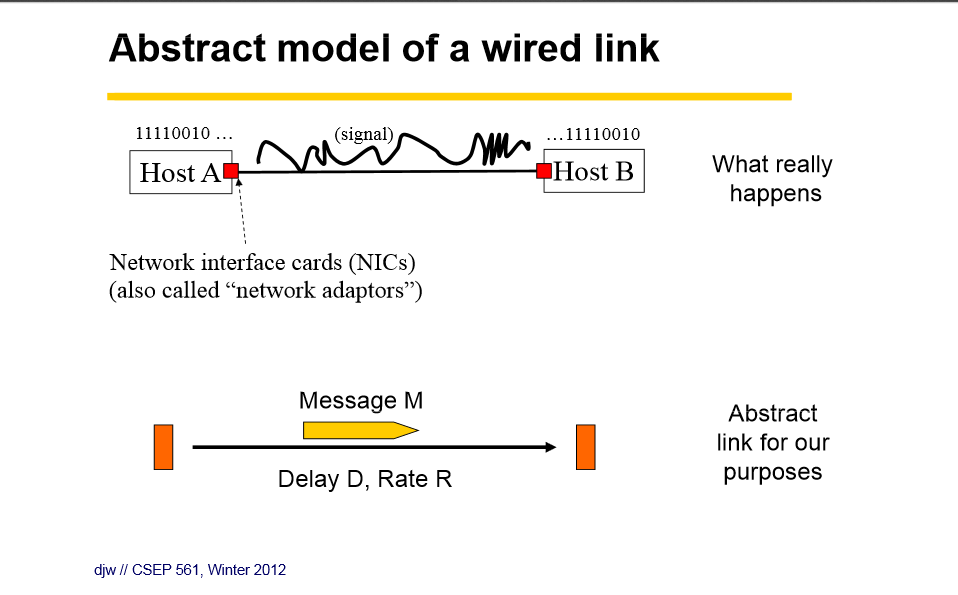 Abstract model of a wired link
11110010 …
(signal)
…11110010
Host A
Host B
What really
happens
Network interface cards (NICs)
(also called “network adaptors”)
Message M
Delay D, Rate R
Abstract
link for our
purposes
djw // CSEP 561, Winter 2012